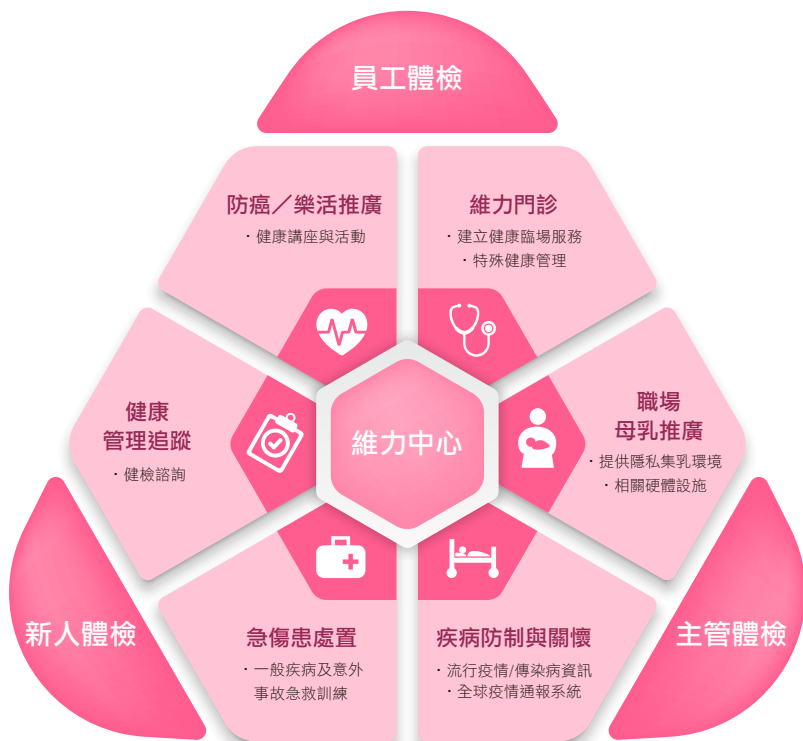 員工體檢
防癌／樂活推廣
・健康講座與活動
維力門診
・建立健康臨場服務
・特殊健康管理
健康
管理追蹤
・健檢諮詢
維力中心
職場
母乳推廣
・提供隱私集乳環境
・相關硬體設施
新人體檢
急傷患處置
・一般疾病及意外
事故急救訓練
疾病防制與關懷
・流行疫情/傳染病資訊
・全球疫情通報系統
主管體檢